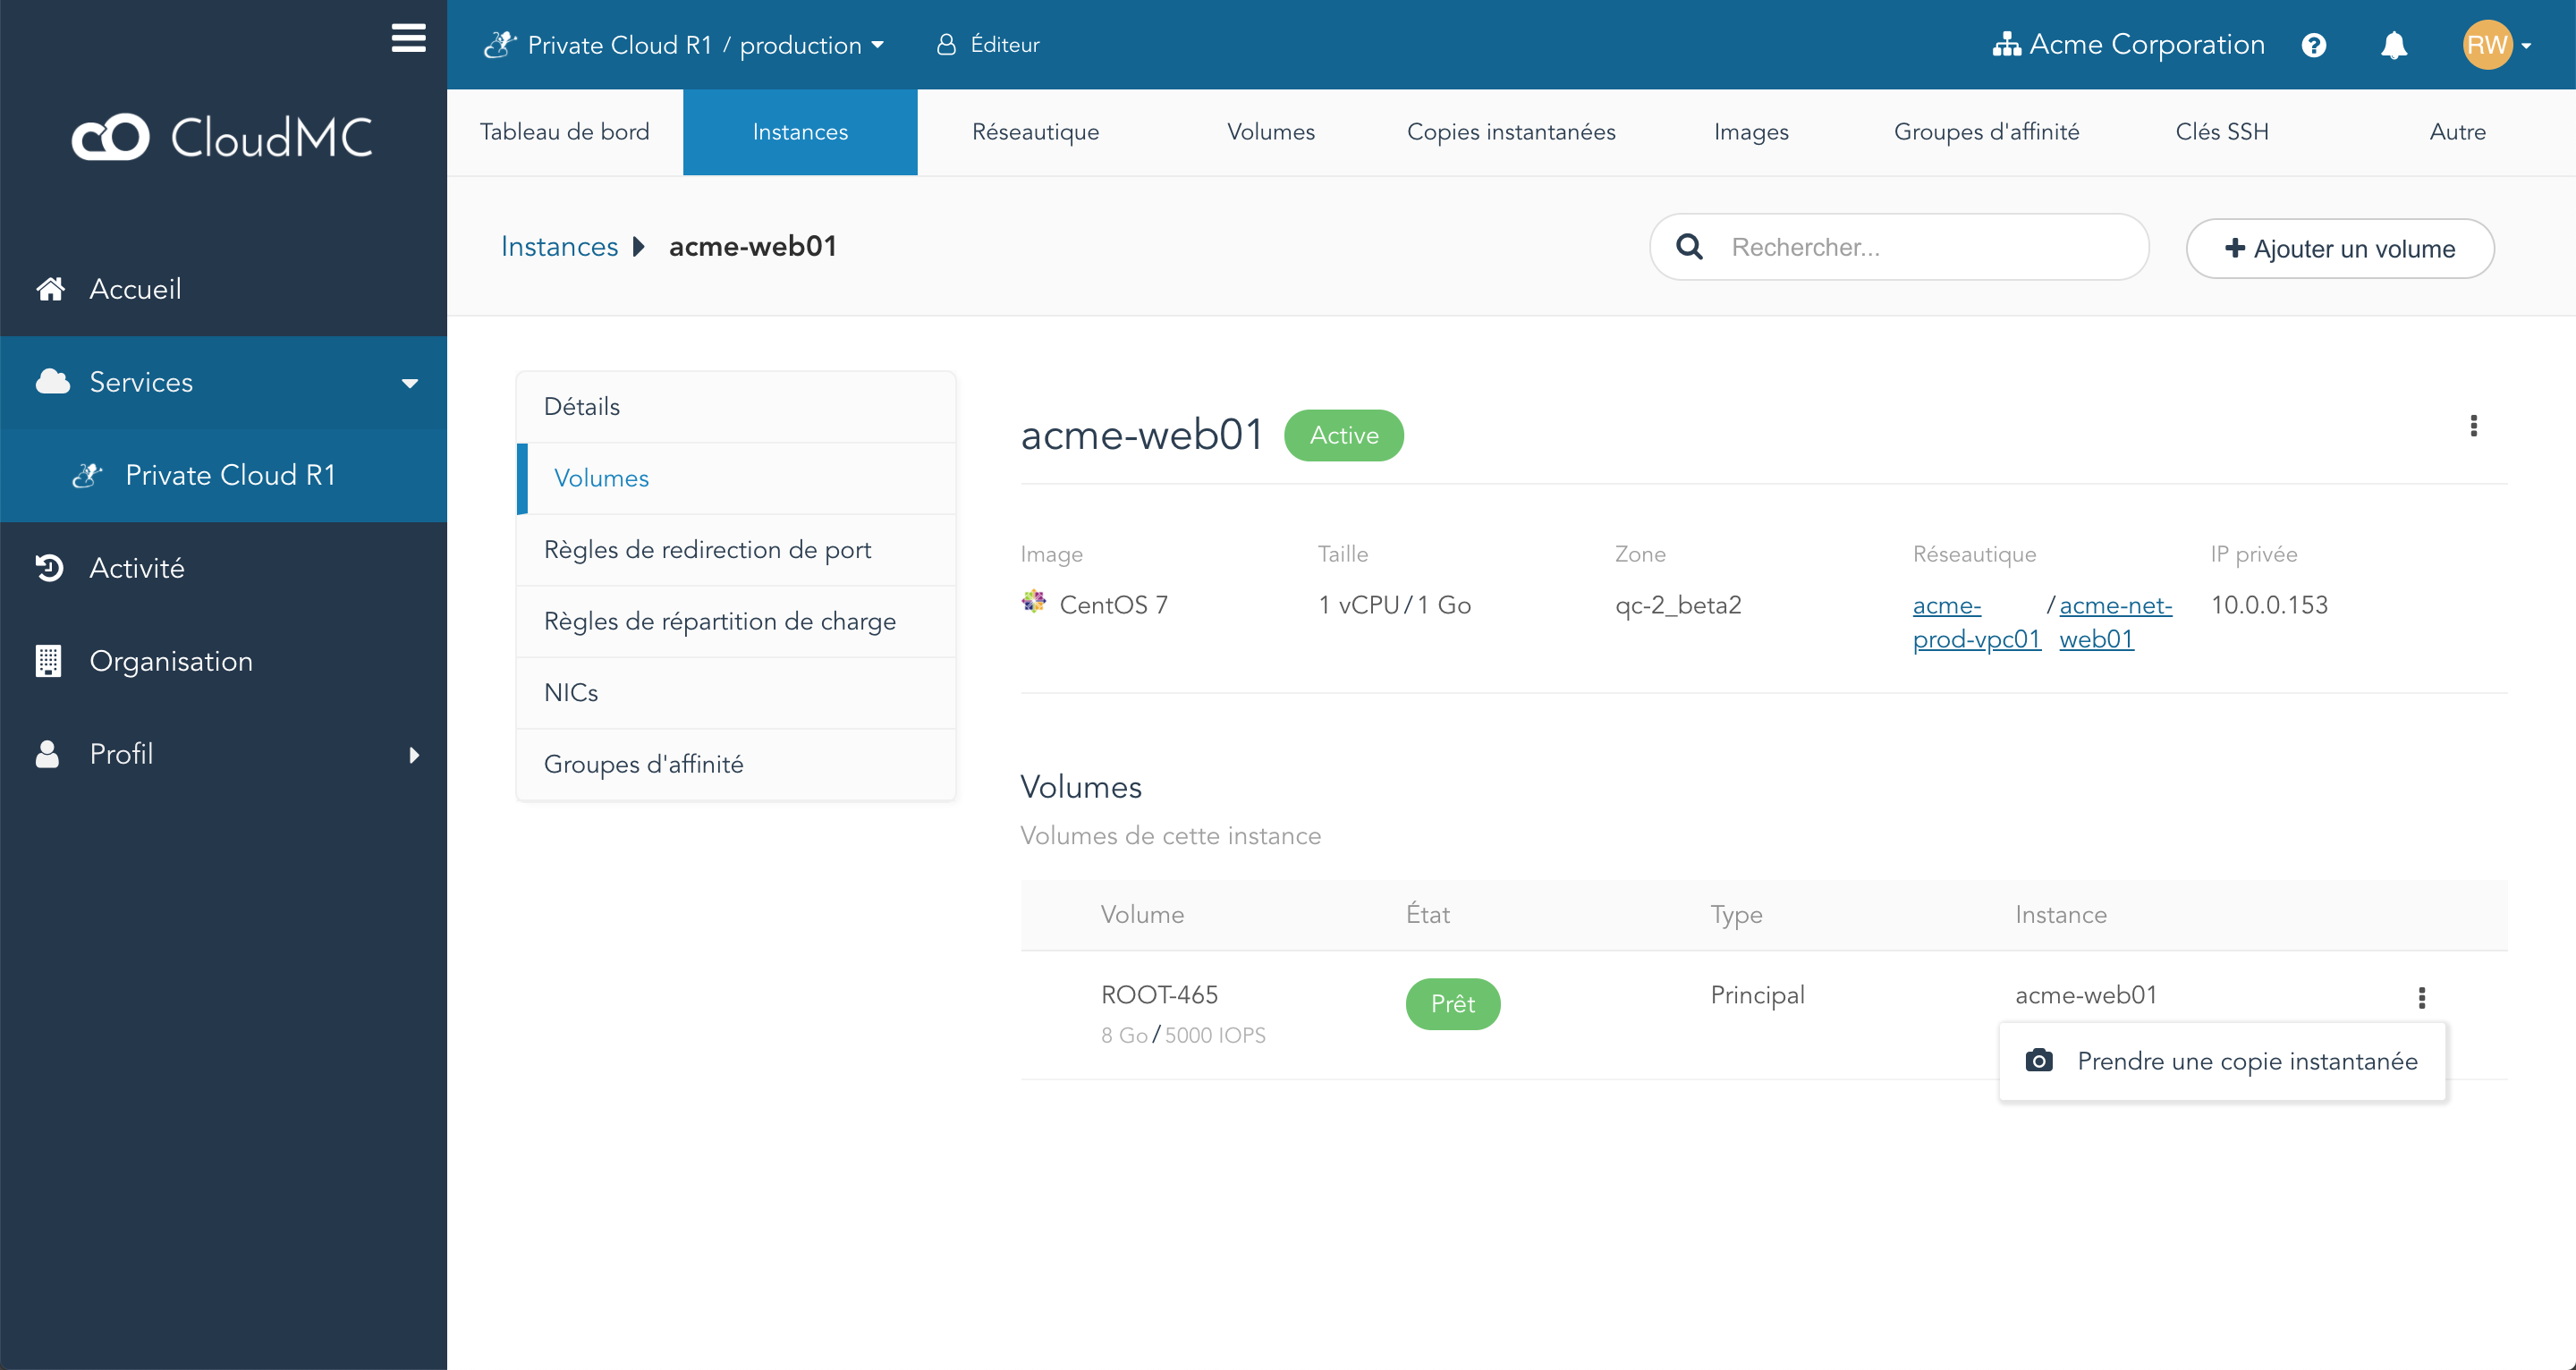 CloudMC
Accueil
Services
Private Cloud R1
Activité
Organisation
Profil
Private Cloud R1 / production
Éditeur
Acme Corporation
RW
Tableau de bord
Instances
Réseautique
Volumes
Copies instantanées
Images
Groupes d'affinité
Clés SSH
Autre
Instances
acme-web01
Rechercher...
Ajouter un volume
Détails
Volumes
Règles de redirection de port
Règles de répartition de charge
NICs
Groupes d'affinité
acme-web01 Active
Image Taille Zone Réseautique IP privée
CentOS 7 1 vCPU/1 Go qc-2_beta2 acme- / acme-net- 10.0.0.153
prod-vpc01 web01
Volumes
Volumes de cette instance
Volume État Type Instance
ROOT-465 Prêt Principal acme-web01
8 Go/5000 IOPS
Prendre une copie instantanée